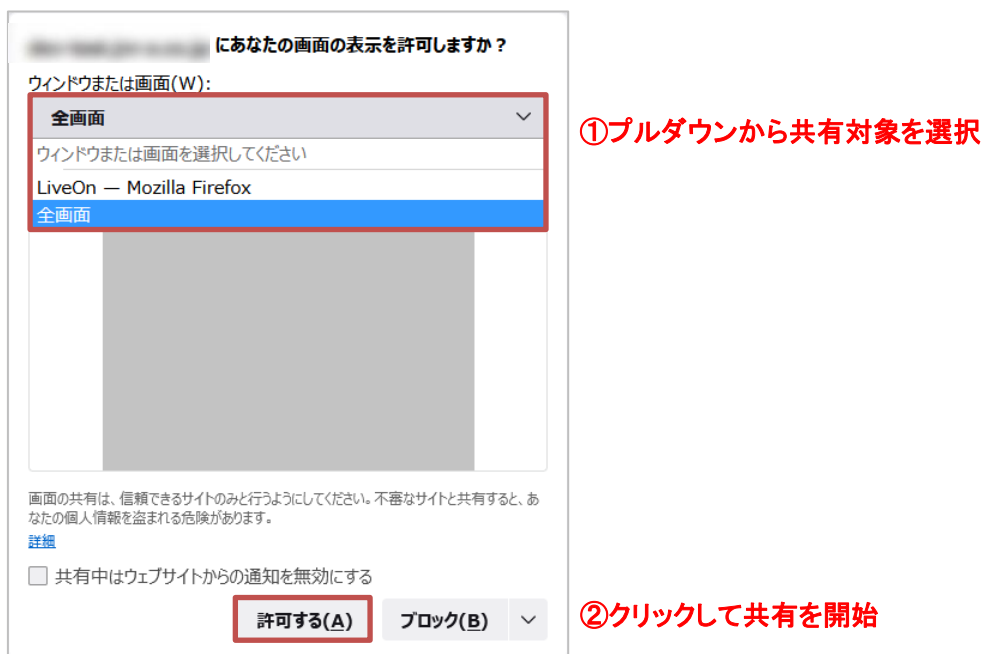 にあなたの画面の表示を許可しますか？
ウィンドウまたは画面(W):
全画面
①プルダウンから共有対象を選択
ウィンドウまたは画面を選択してください
LiveOn — Mozilla Firefox
全画面
画面の共有は、信頼できるサイトのみと行うようにしてください。不審なサイトと共有すると、あ
なたの個人情報を盗まれる危険があります。
詳細
共有中はウェブサイトからの通知を無効にする
許可する(A)
ブロック(B)
②クリックして共有を開始